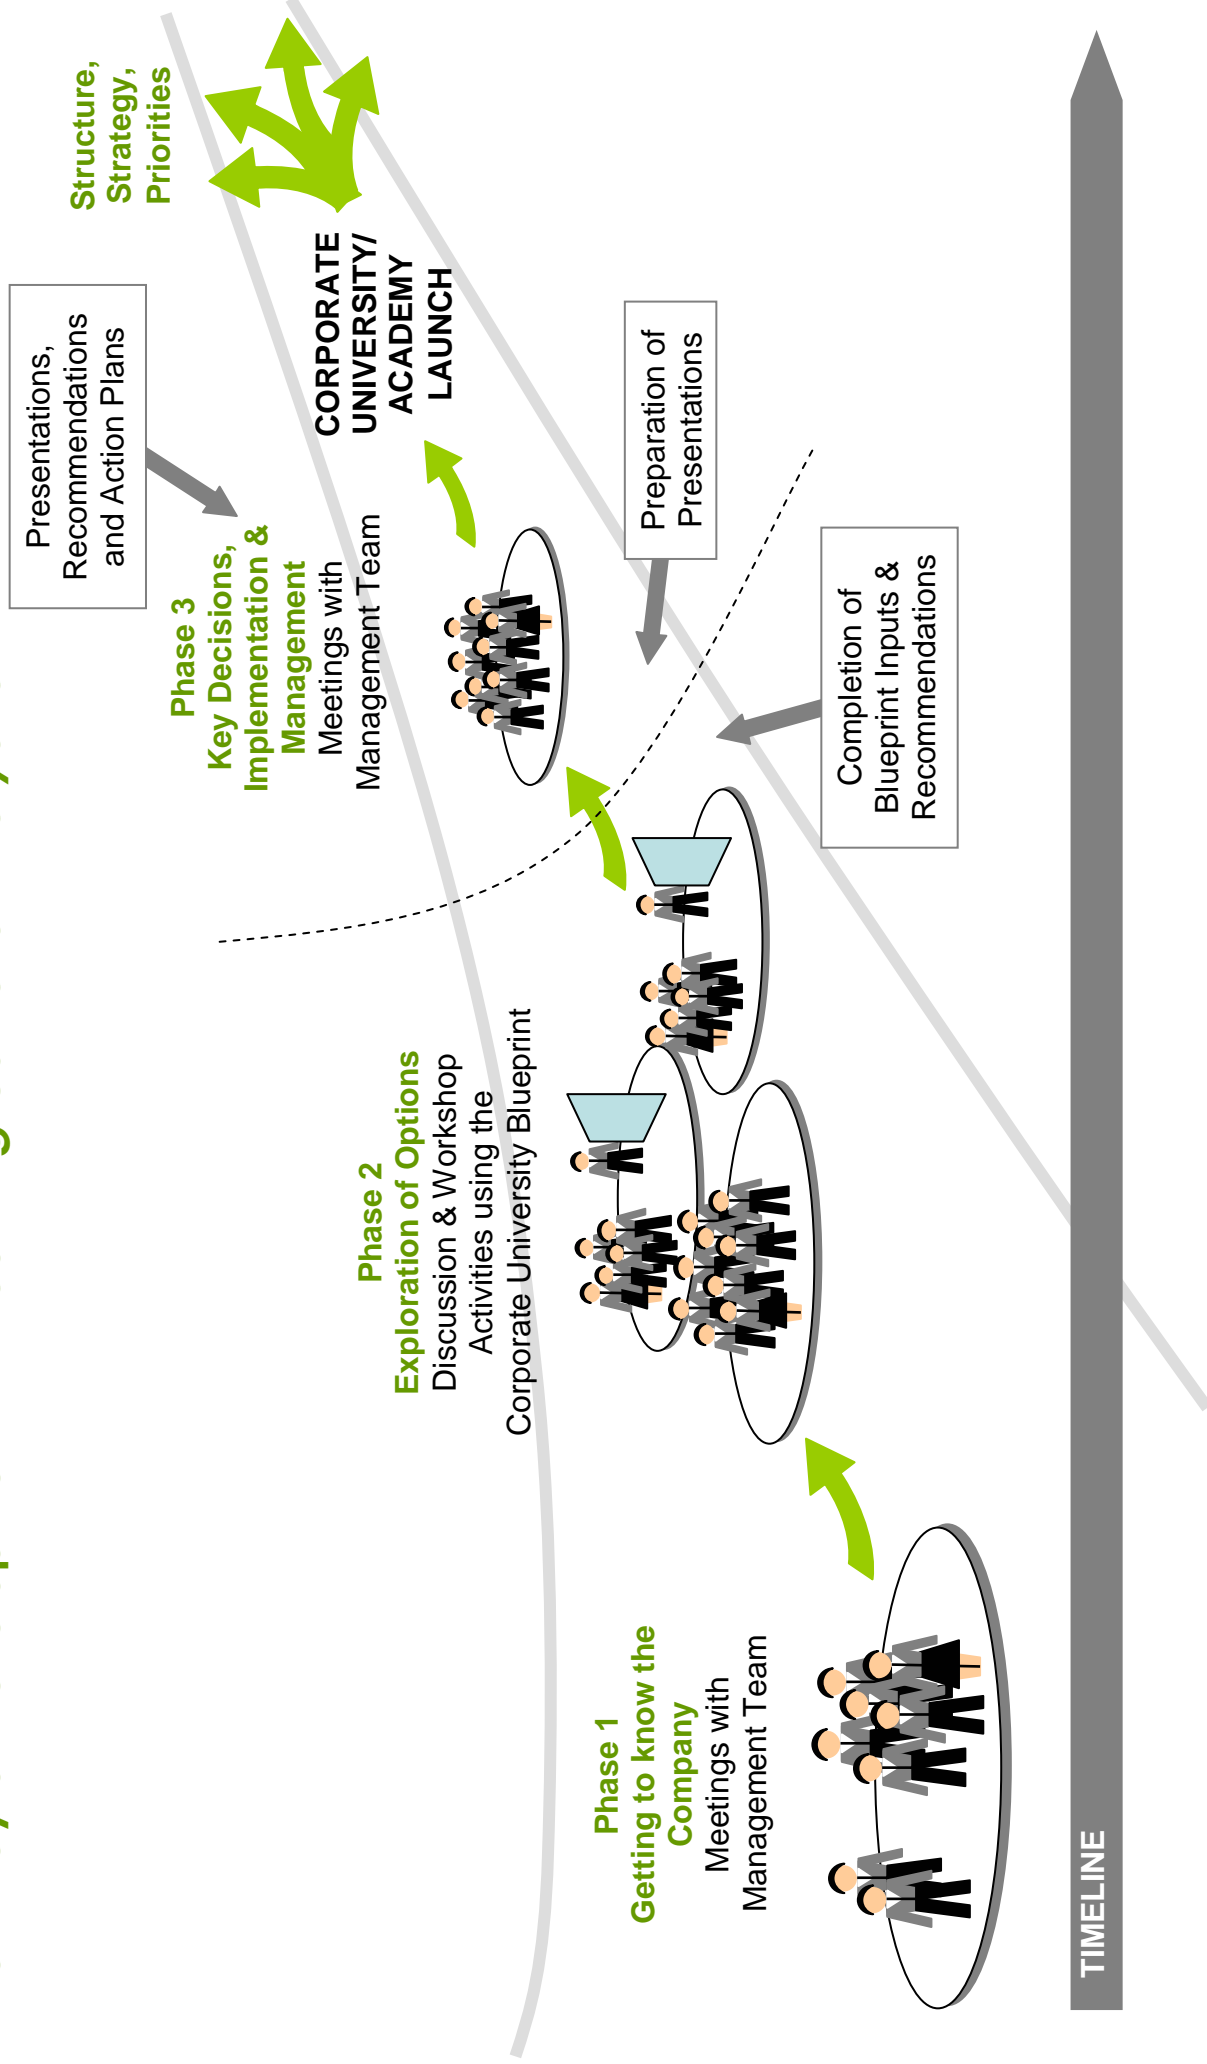 Structure,
Strategy,
Priorities
Presentations,
Recommendations
and Action Plans
Phase 3
Key Decisions,
Implementation &
Management
Meetings with
Management Team
CORPORATE
UNIVERSITY/
ACADEMY
LAUNCH
Phase 2
Exploration of Options
Discussion & Workshop
Activities using the
Corporate University Blueprint
Preparation of
Presentations
Phase 1
Getting to know the
Company
Meetings with
Management Team
Completion of
Blueprint Inputs &
Recommendations
TIMELINE